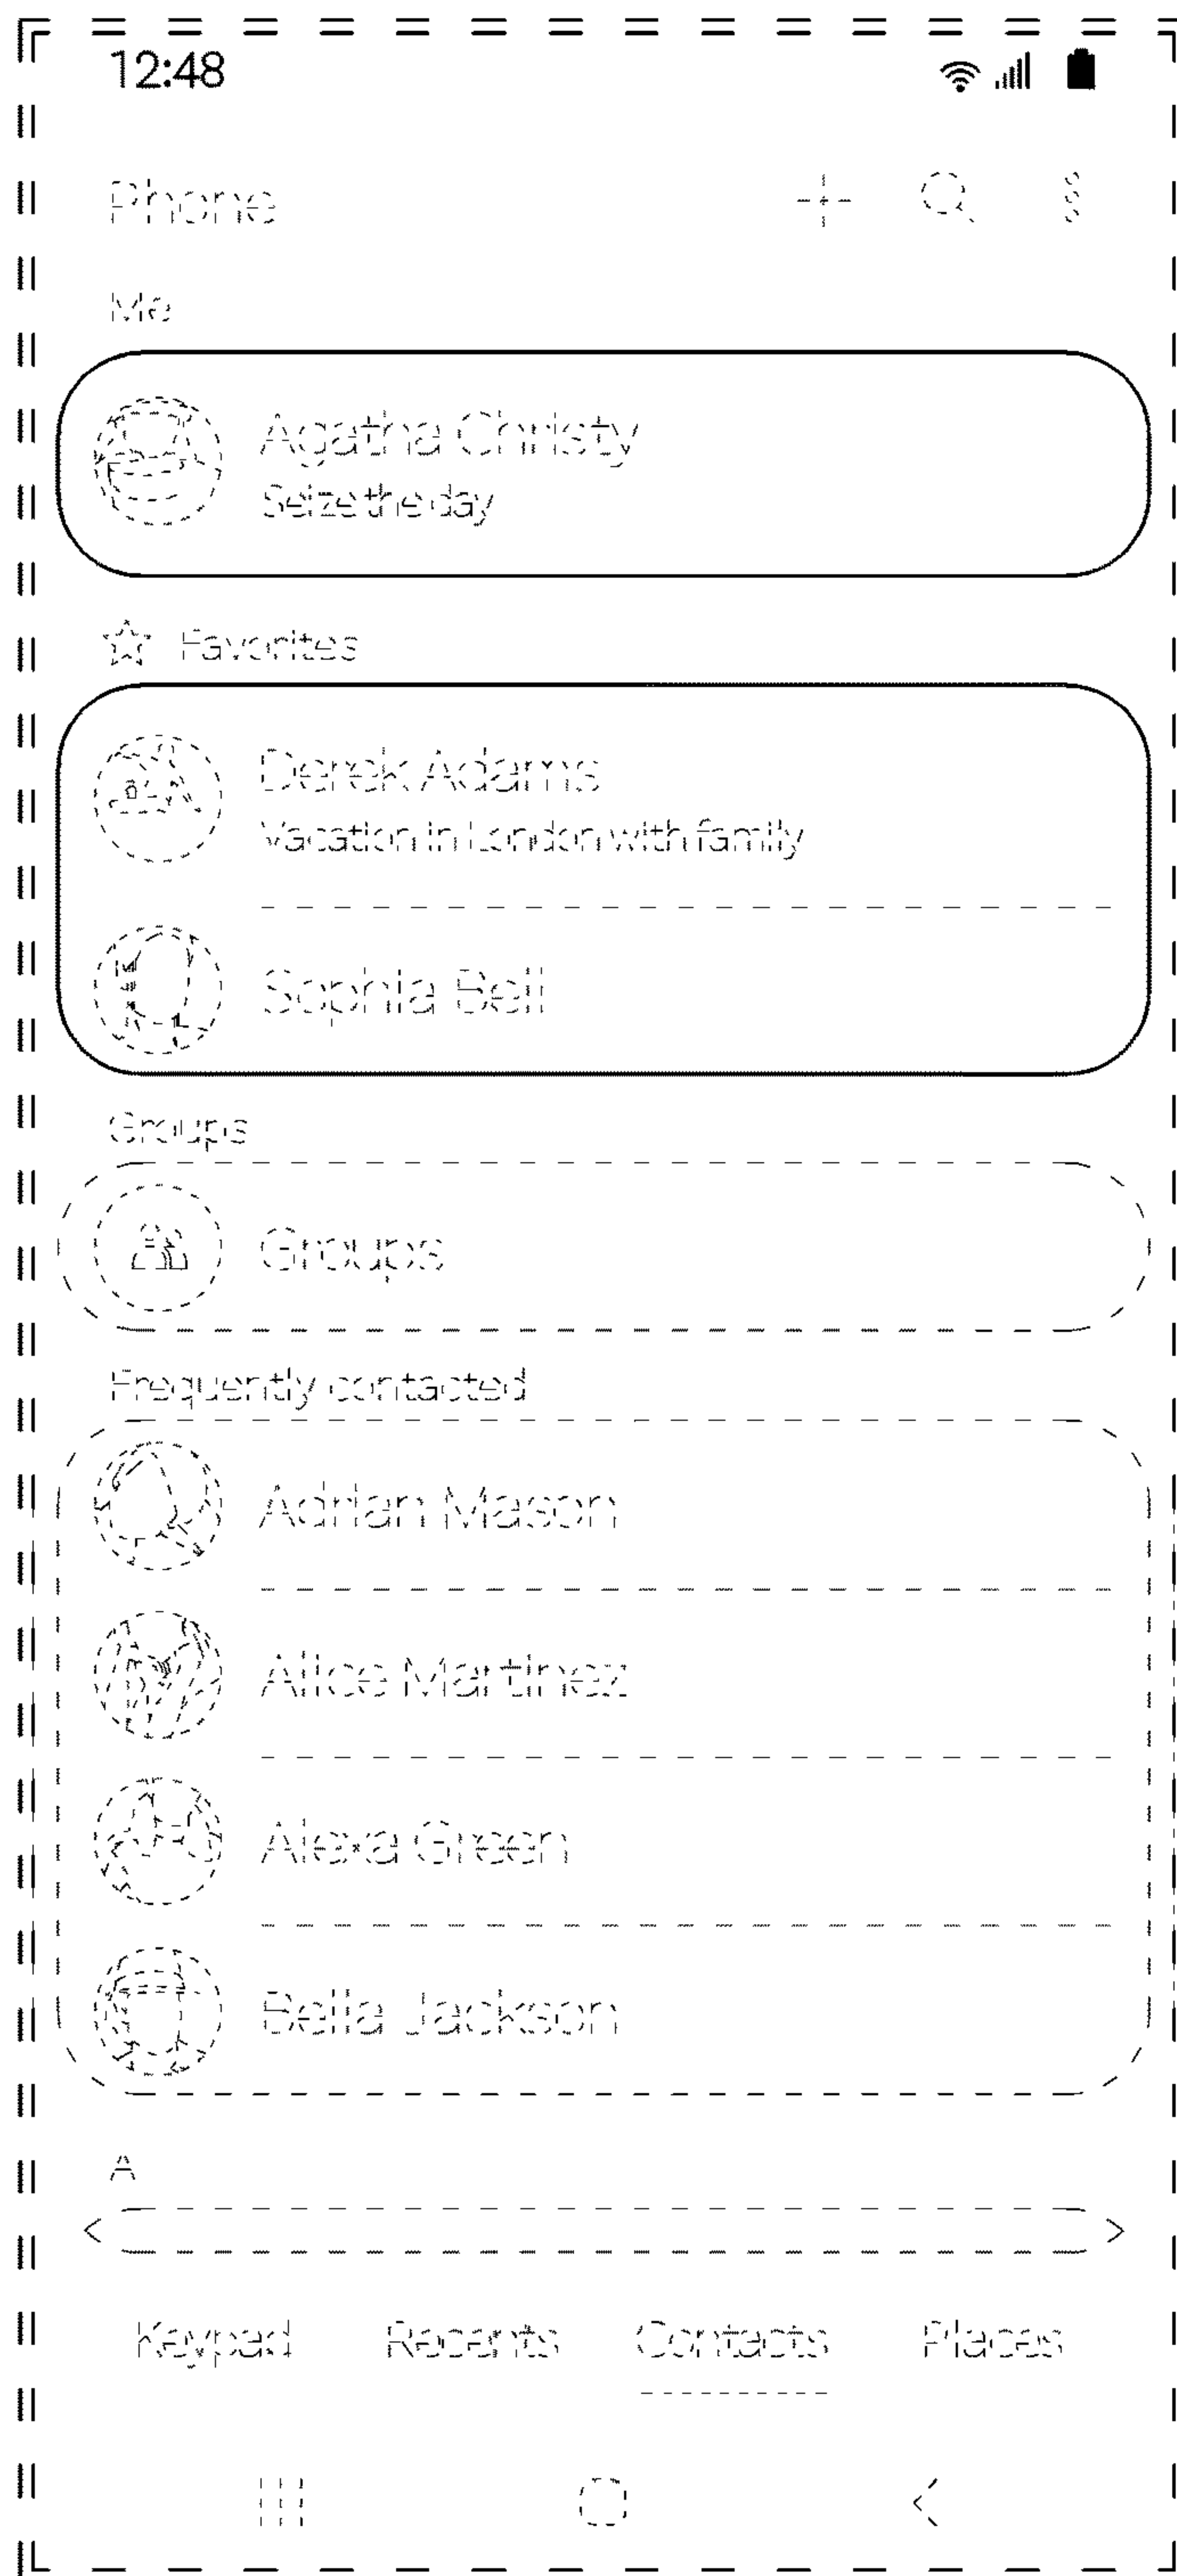 12:48
Phone
Me
Agatha Christy
Seize the day
Favorites
Derek Adams
Vacation in London with family
Sophia Bell
Groups
Groups
Frequently contacted
Adrian Mason
Alice Martinez
Alexa Green
Bella Jackson
A
Keypad Recents Contacts Places